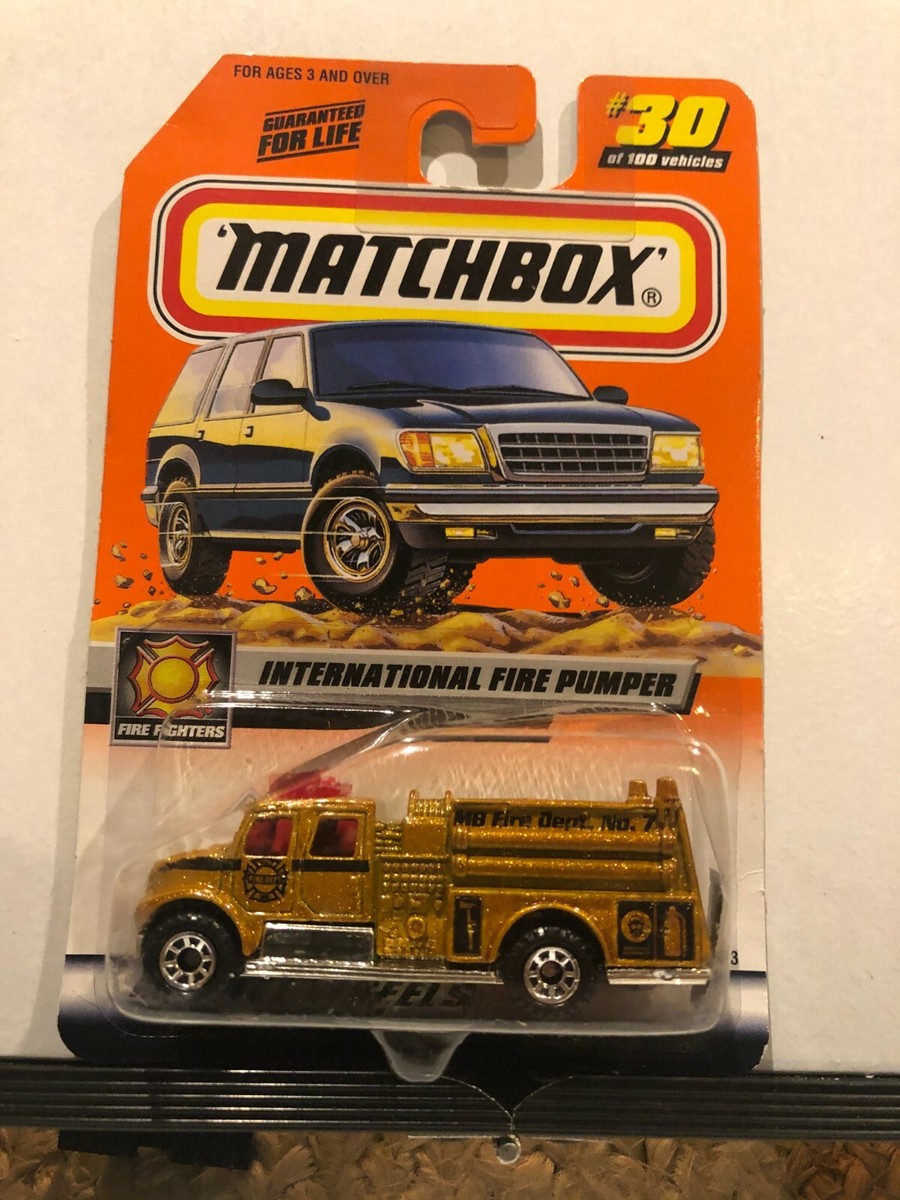 FOR AGES 3 AND OVER
GUARANTEED
FOR LIFE
#30
of 100 vehicles
'MATCHBOX'®
INTERNATIONAL FIRE PUMPER
FIRE FIGHTERS
MB Fire Dept. No. 7
3